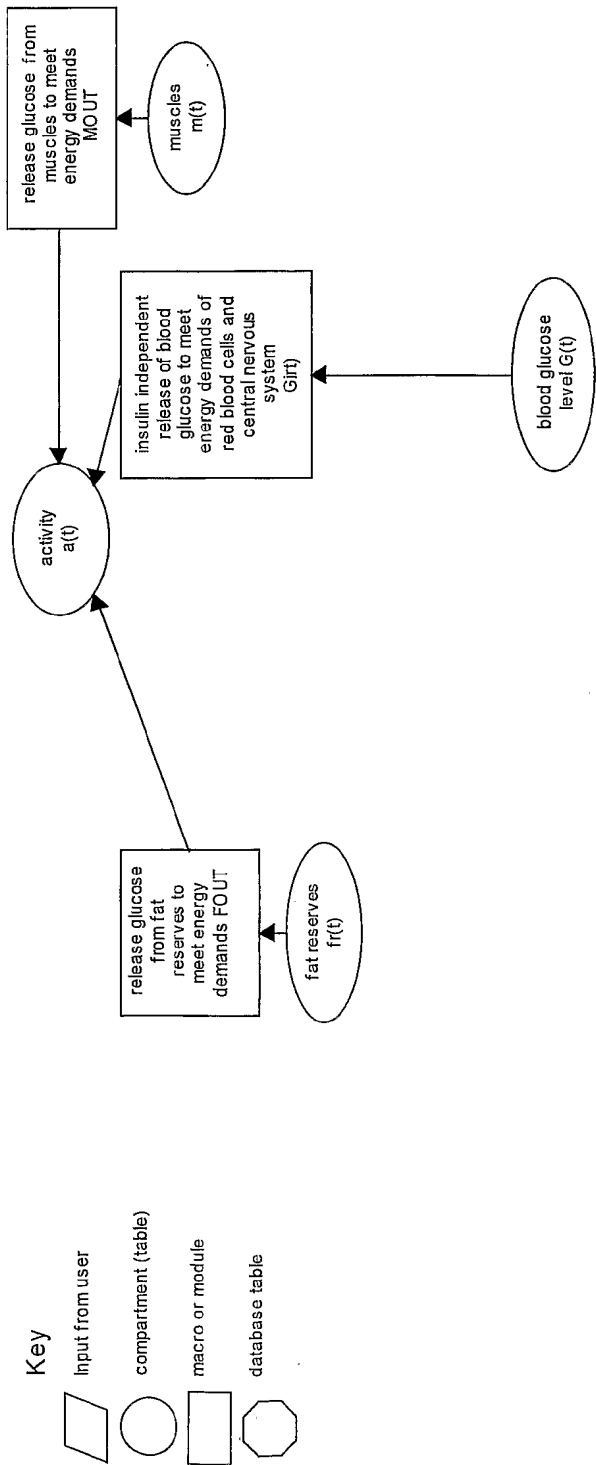 Key
Input from user
compartment (table)
macro or module
database table
release glucose
from fat
reserves to
meet energy
demands FOUT
fat reserves
fr(t)
activity
a(t)
insulin independent
release of blood
glucose to meet
energy demands of
red blood cells and
central nervous
system
Girt)
blood glucose
level G(t)
release glucose from
muscles to meet
energy demands
MOUT
muscles
m(t)